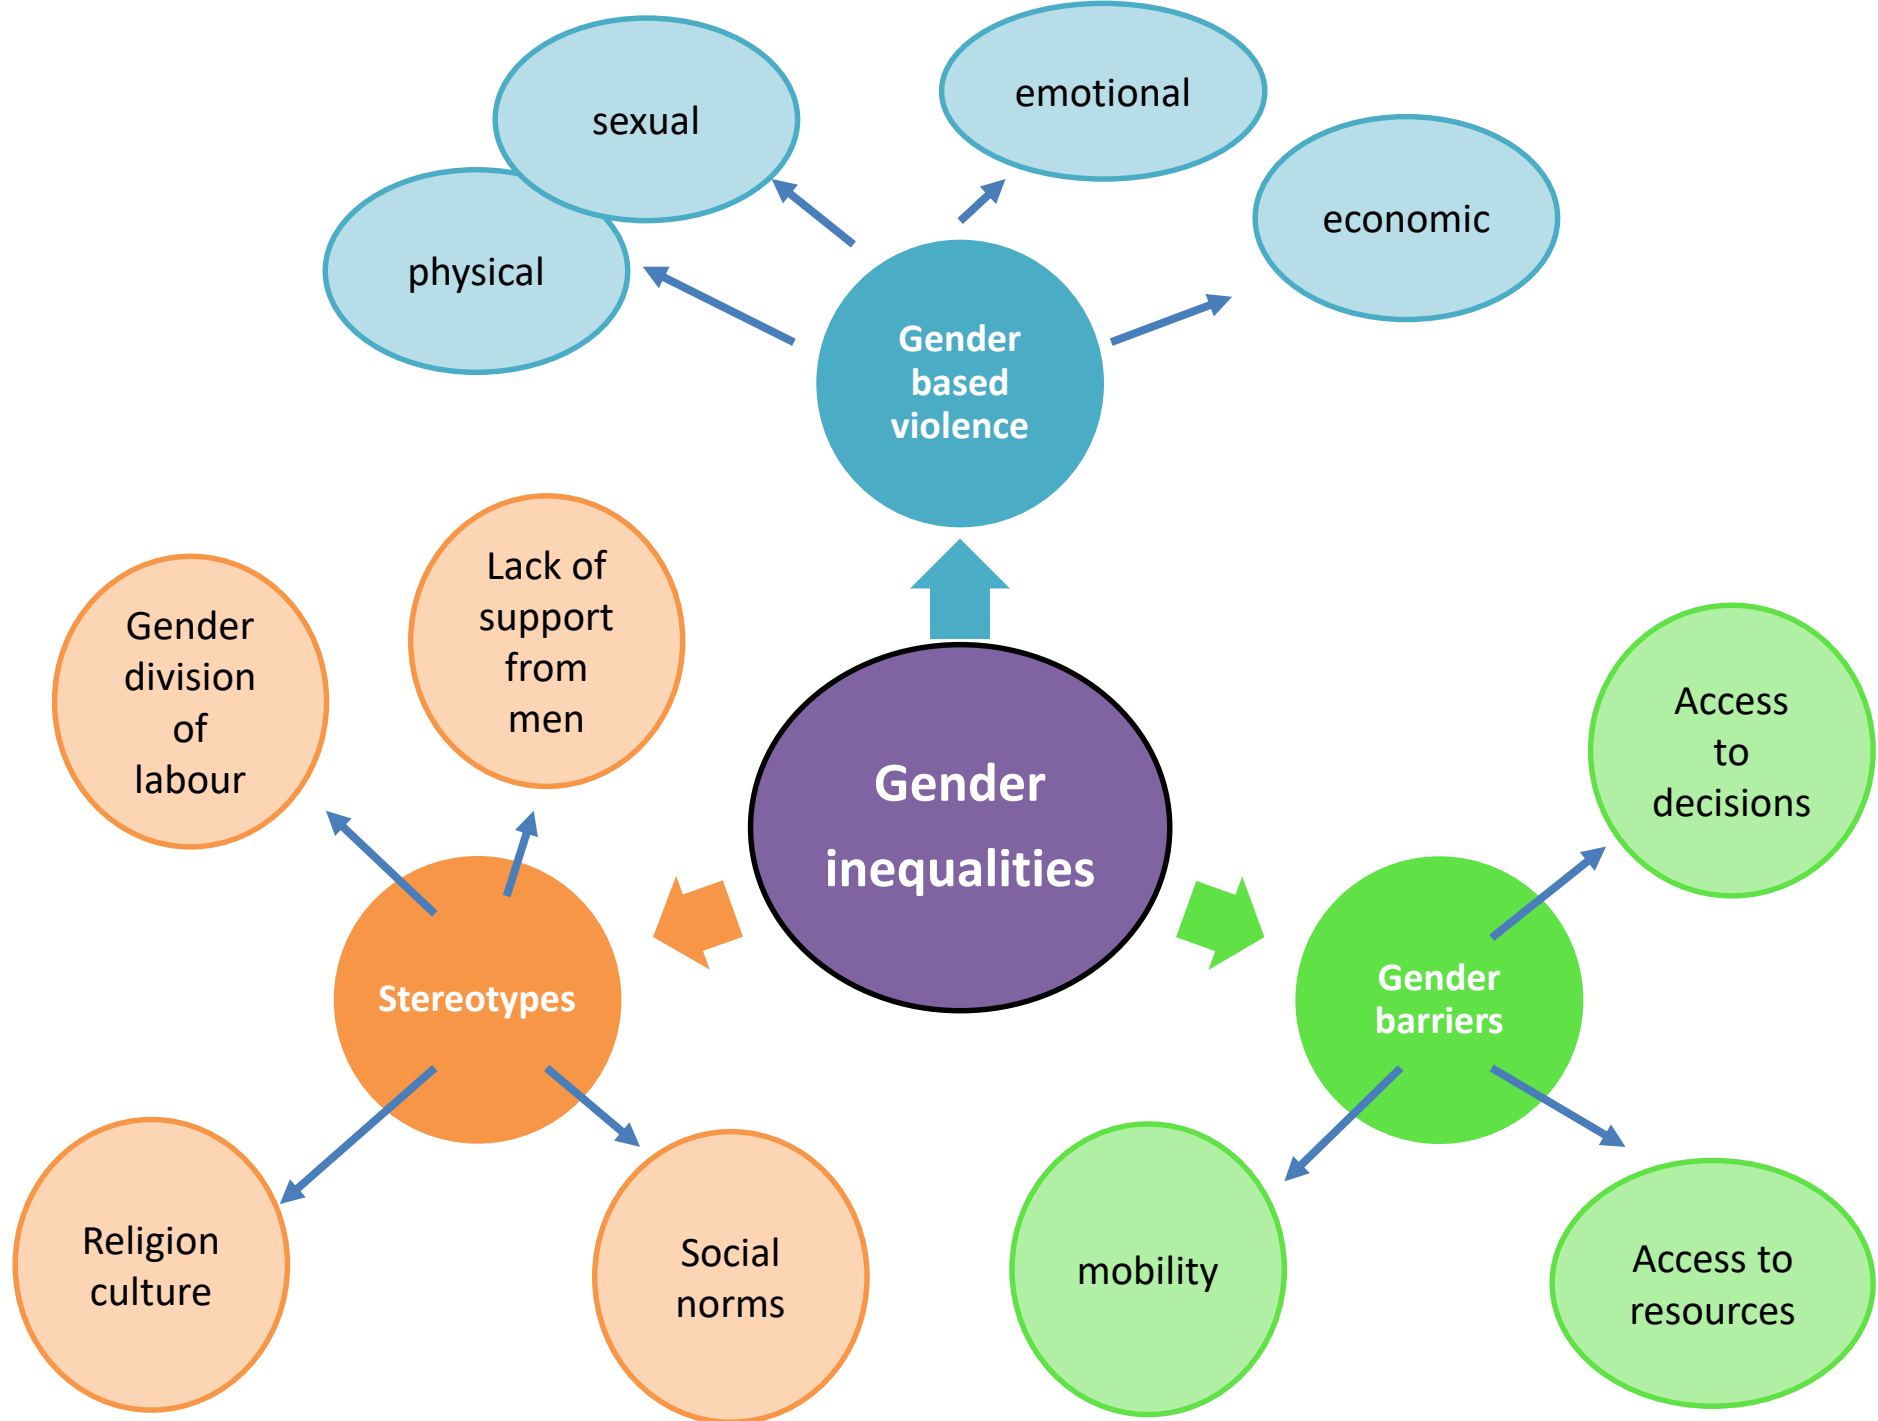 sexual
emotional
economic
physical
Gender
based
violence
Lack of
support
from
men
Gender
division
of
labour
Gender
inequalities
Access
to
decisions
Stereotypes
Gender
barriers
Religion
culture
Social
norms
mobility
Access to
resources